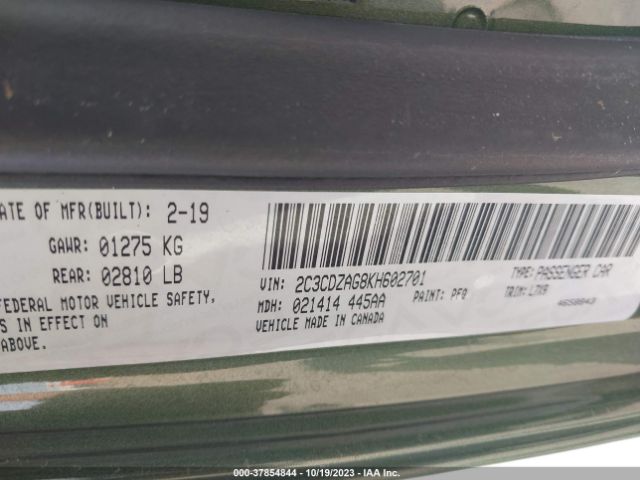 ATE OF MFR(BUILT): 2-19
GAWR: 01275 KG
REAR: 02810 LB
FEDERAL MOTOR VEHICLE SAFETY,
S IN EFFECT ON
ABOVE.
VIN: 2C3CDZAG8KH602701
TYPE: PASSENGER CAR
MDH: 021414 445AA
PAINT: PFQ
TRIM: L7X9
VEHICLE MADE IN CANADA
000-37854844 / 10/19/2023 - IAA Inc.